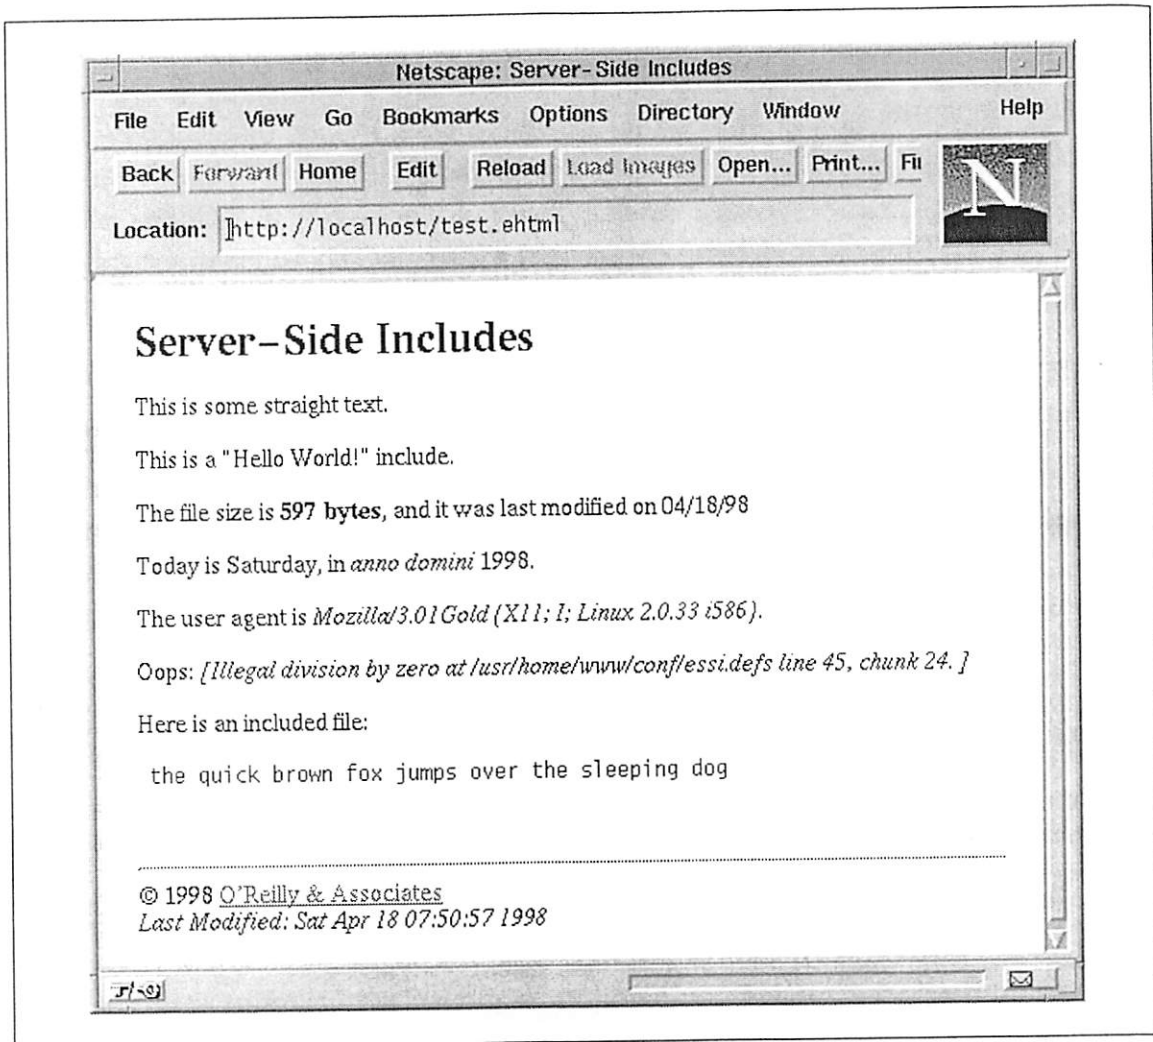 Netscape: Server-Side Includes
File Edit View Go Bookmarks Options Directory Window Help
Back Forward Home Edit Reload Load Images Open... Print... Fi
N
Location: http://localhost/test.ehtml
Server-Side Includes
This is some straight text.
This is a "Hello World!" include.
The file size is 597 bytes, and it was last modified on 04/18/98
Today is Saturday, in anno domini 1998.
The user agent is Mozilla/3.01Gold (X11; I; Linux 2.0.33 i586).
Oops: [Illegal division by zero at /usr/home/www/conf/essi.defs line 45, chunk 24. ]
Here is an included file:
the quick brown fox jumps over the sleeping dog
© 1998 O'Reilly & Associates
Last Modified: Sat Apr 18 07:50:57 1998